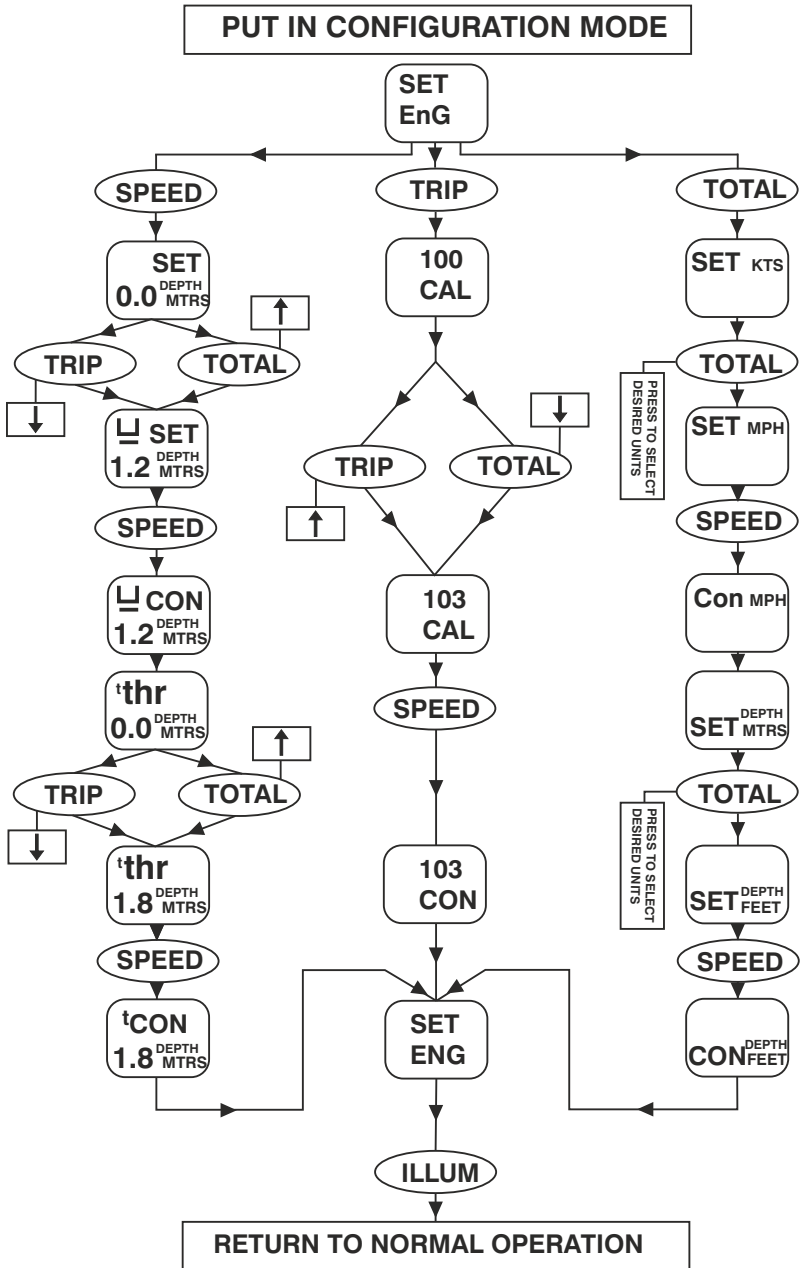 PUT IN CONFIGURATION MODE
SET
EnG
SPEED
SET
0.0 DEPTH MTRS
TRIP
TOTAL
SET
1.2 DEPTH MTRS
SPEED
CON
1.2 DEPTH MTRS
t thr
0.0 DEPTH MTRS
TRIP
TOTAL
t thr
1.8 DEPTH MTRS
SPEED
t CON
1.8 DEPTH MTRS
TRIP
100
CAL
TRIP
TOTAL
103
CAL
SPEED
103
CON
TOTAL
SET KTS
TOTAL
PRESS TO SELECT
DESIRED UNITS
SET MPH
SPEED
Con MPH
SET DEPTH MTRS
TOTAL
PRESS TO SELECT
DESIRED UNITS
SET DEPTH FEET
SPEED
CON DEPTH FEET
SET
ENG
ILLUM
RETURN TO NORMAL OPERATION